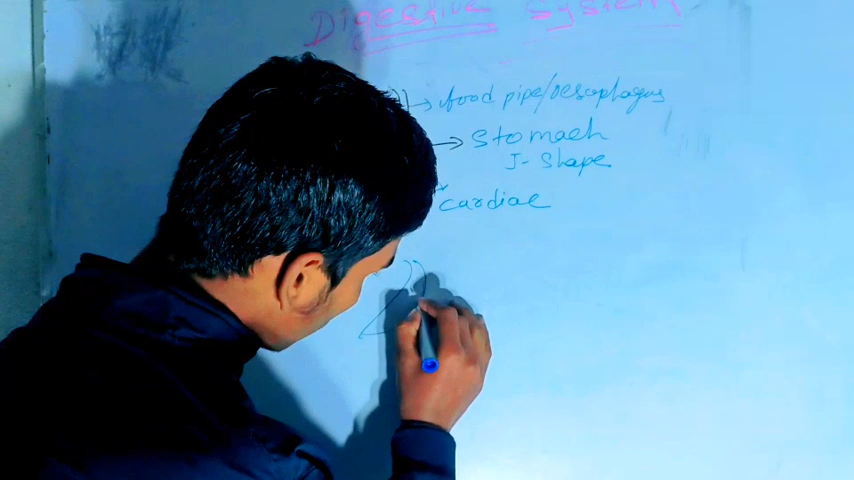 Digestive System
→ food pipe/Oesophagus
→ Stomach
J- Shape
cardiac